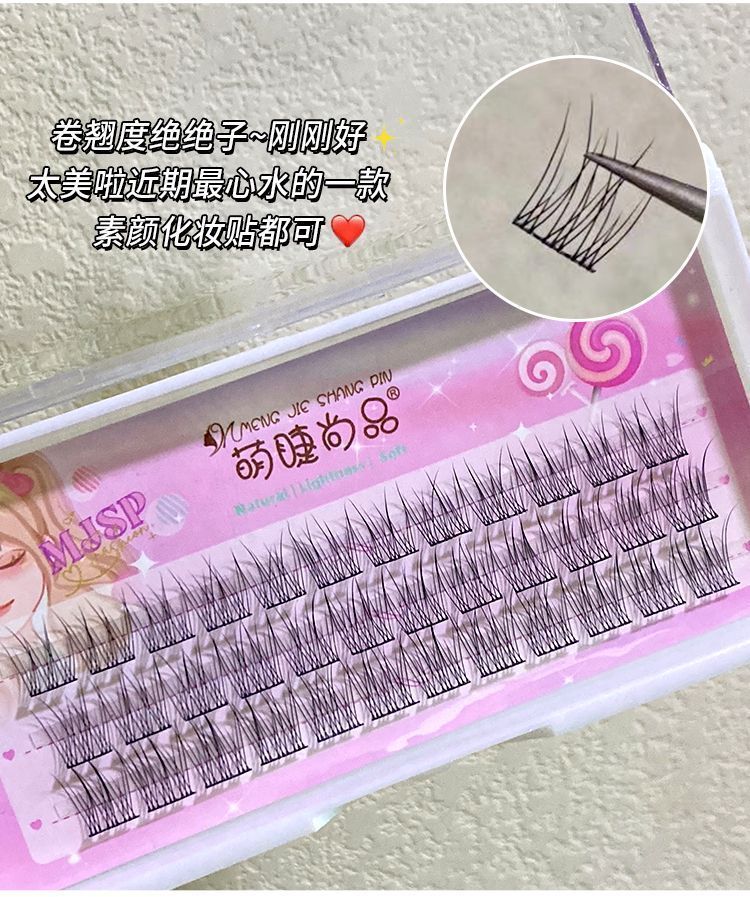 卷翘度绝绝子~刚刚好✨
太美啦近期最心水的一款
素颜化妆贴都可❤️
MENG JIE SHANG PIN
萌睫尚品®
Natural | Lightness | Soft
MJSP